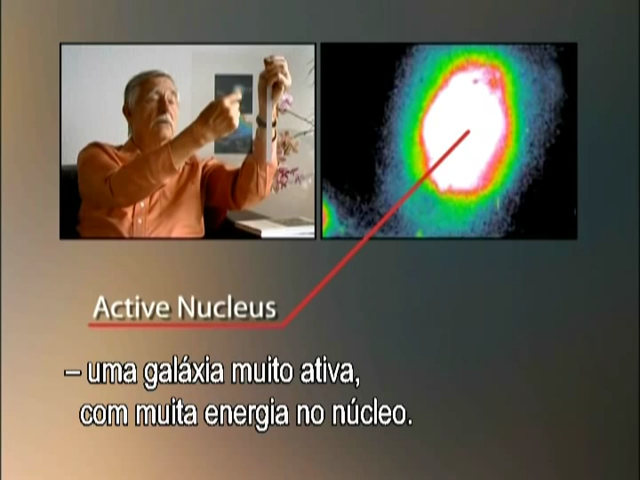 Active Nucleus
– uma galáxia muito ativa,
com muita energia no núcleo.